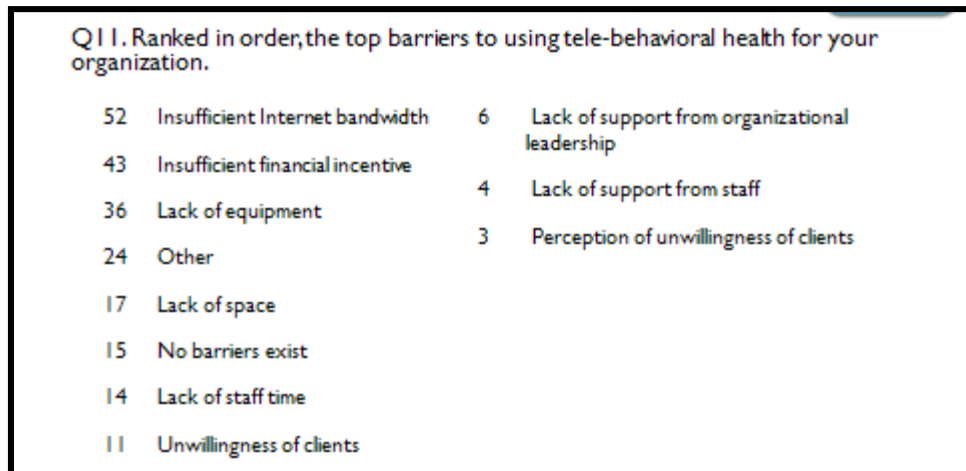 Q11. Ranked in order, the top barriers to using tele-behavioral health for your
organization.
52 Insufficient Internet bandwidth
43 Insufficient financial incentive
36 Lack of equipment
24 Other
17 Lack of space
15 No barriers exist
14 Lack of staff time
11 Unwillingness of clients
6 Lack of support from organizational
leadership
4 Lack of support from staff
3 Perception of unwillingness of clients